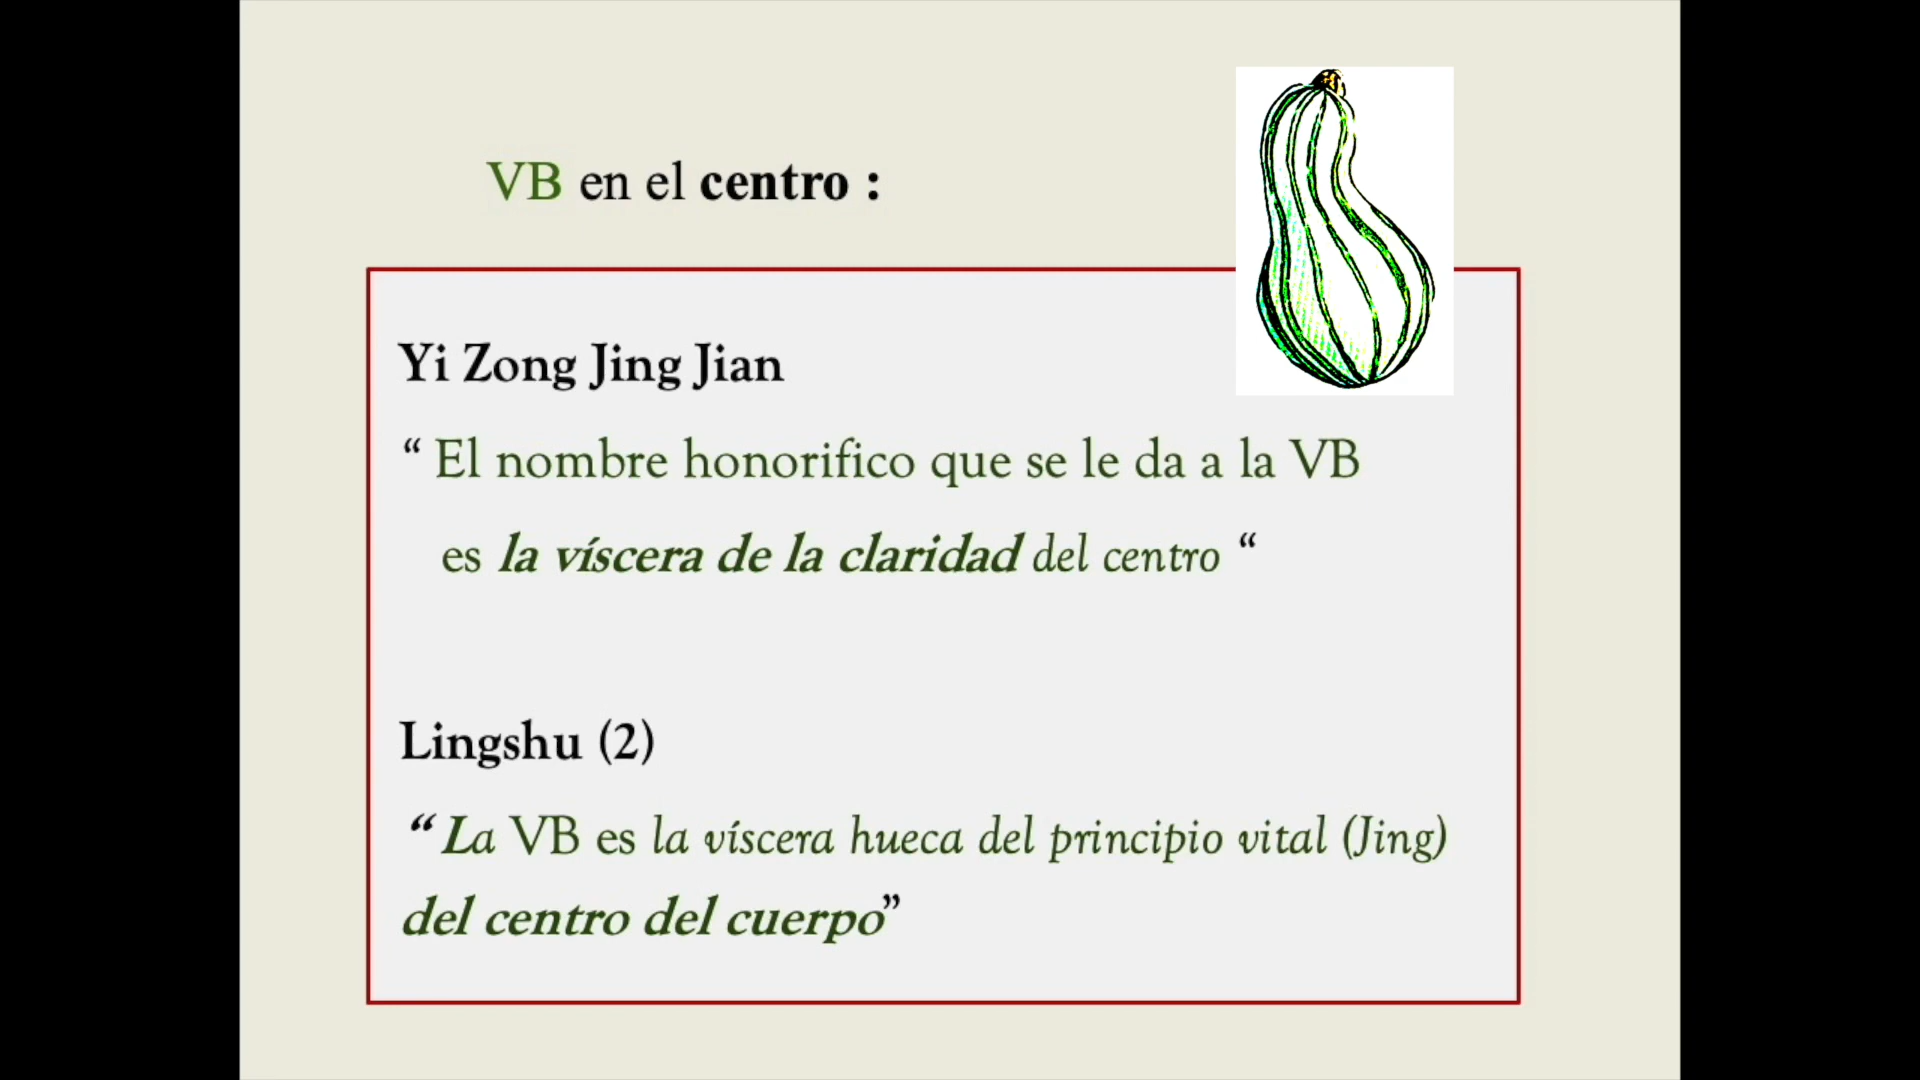 VB en el centro :
Yi Zong Jing Jian
“ El nombre honorifico que se le da a la VB
es la víscera de la claridad del centro “
Lingshu (2)
“ La VB es la víscera hueca del principio vital (Jing)
del centro del cuerpo”